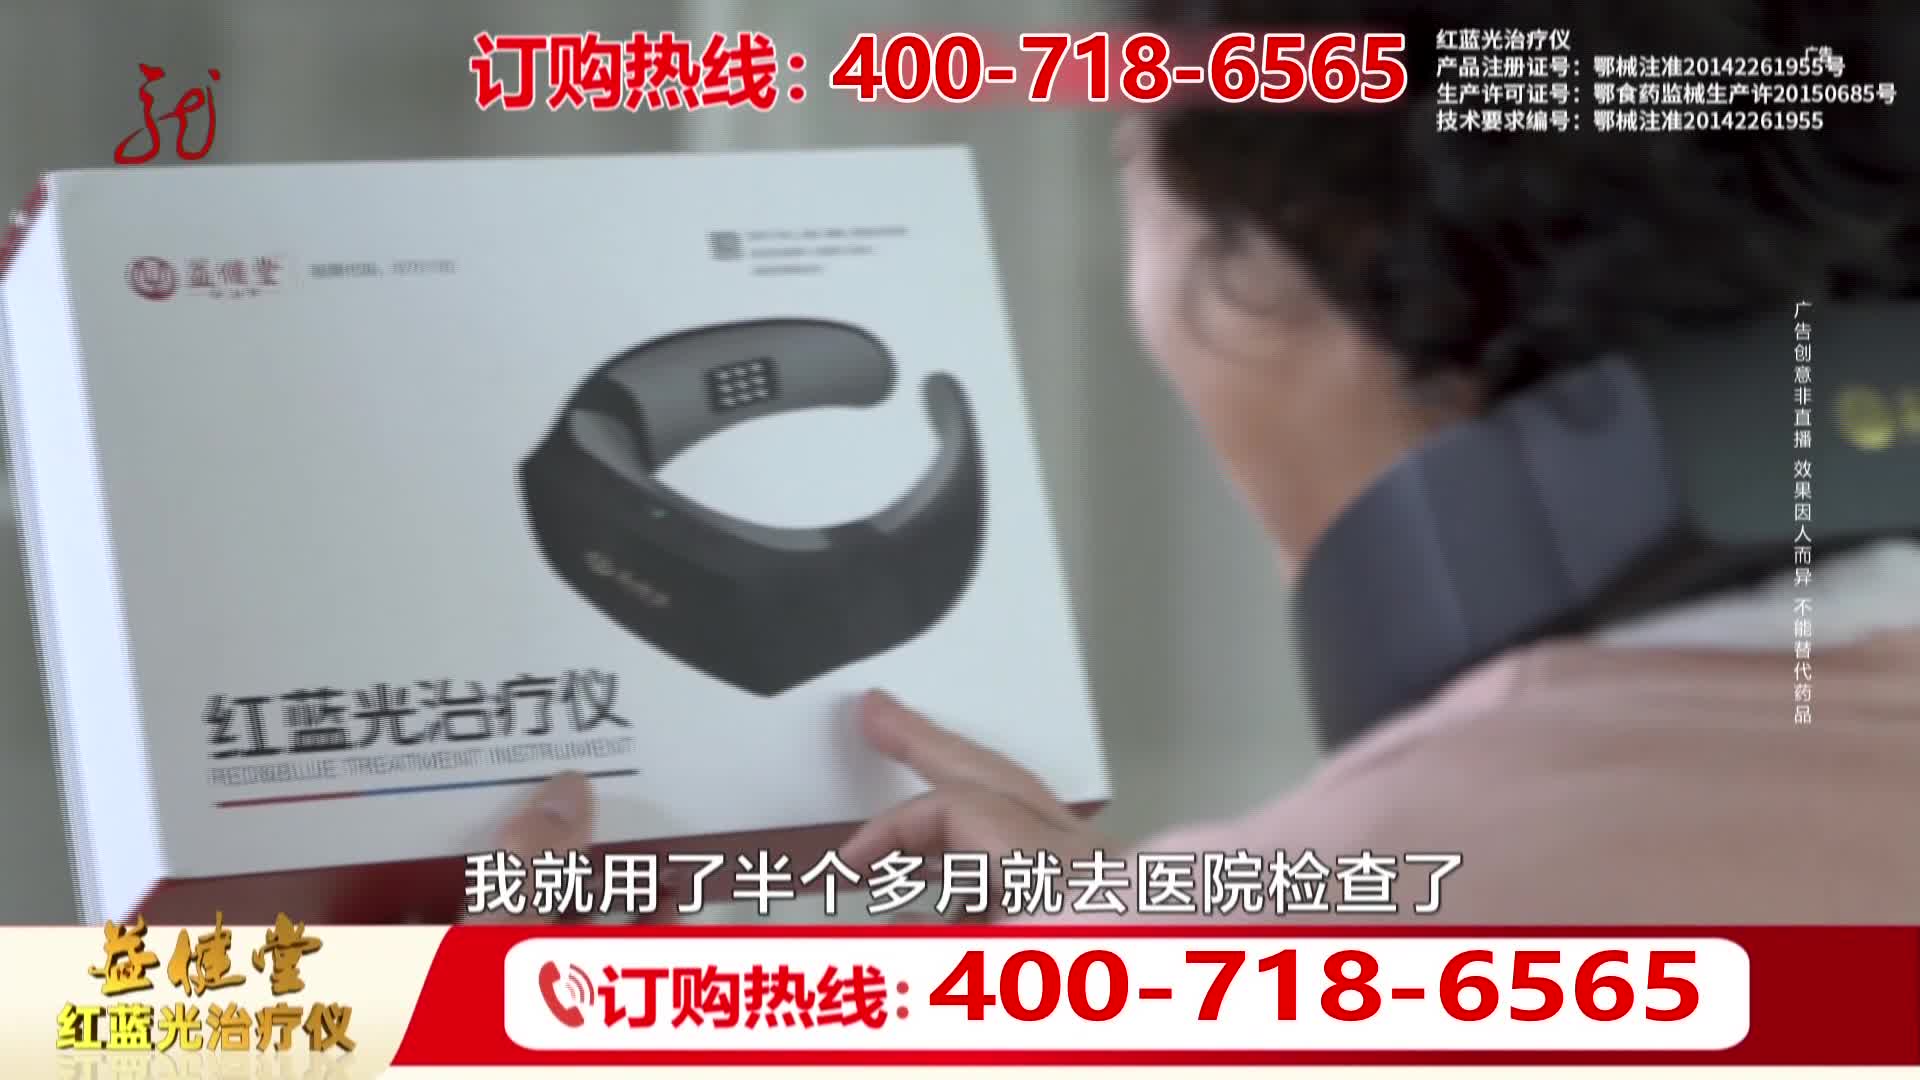 订购热线：400-718-6565
红蓝光治疗仪
广告
产品注册证号：鄂械注准20142261955号
生产许可证号：鄂食药监械生产许20150685号
技术要求编号：鄂械注准20142261955
益健堂
红蓝光治疗仪
RED&BLUE TREATMENT INSTRUMENT
广告创意非直播 效果因人而异 不能替代药品
我就用了半个多月就去医院检查了
益健堂
红蓝光治疗仪
订购热线：400-718-6565